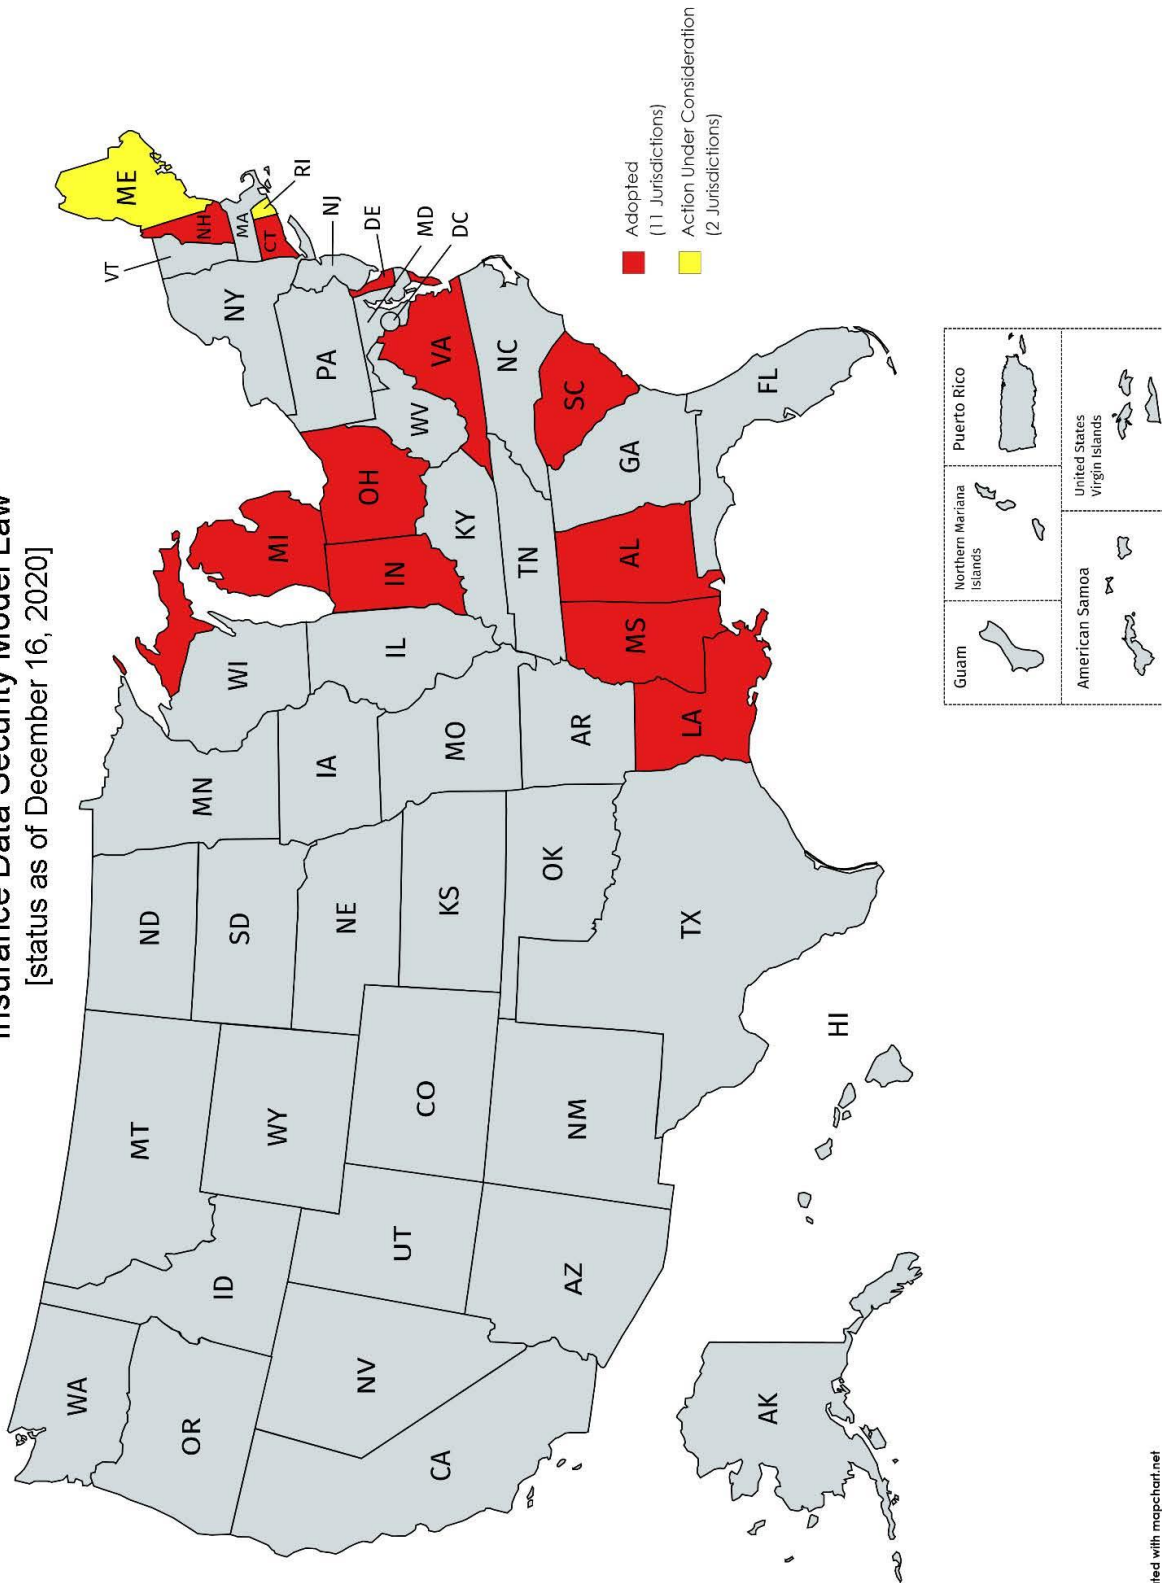 Insurance Data Security Model Law
[status as of December 16, 2020]
WA
OR
CA
NV
ID
MT
WY
UT
AZ
CO
NM
ND
SD
NE
KS
OK
TX
MN
IA
MO
AR
LA
WI
IL
MI
IN
OH
KY
TN
MS
AL
GA
FL
SC
NC
VA
WV
PA
NY
VT
NH
ME
MA
CT
RI
NJ
DE
MD
DC
AK
HI
Adopted
(11 Jurisdictions)
Action Under Consideration
(2 Jurisdictions)
Guam
Northern Mariana
Islands
Puerto Rico
American Samoa
United States
Virgin Islands
with mapchart.net